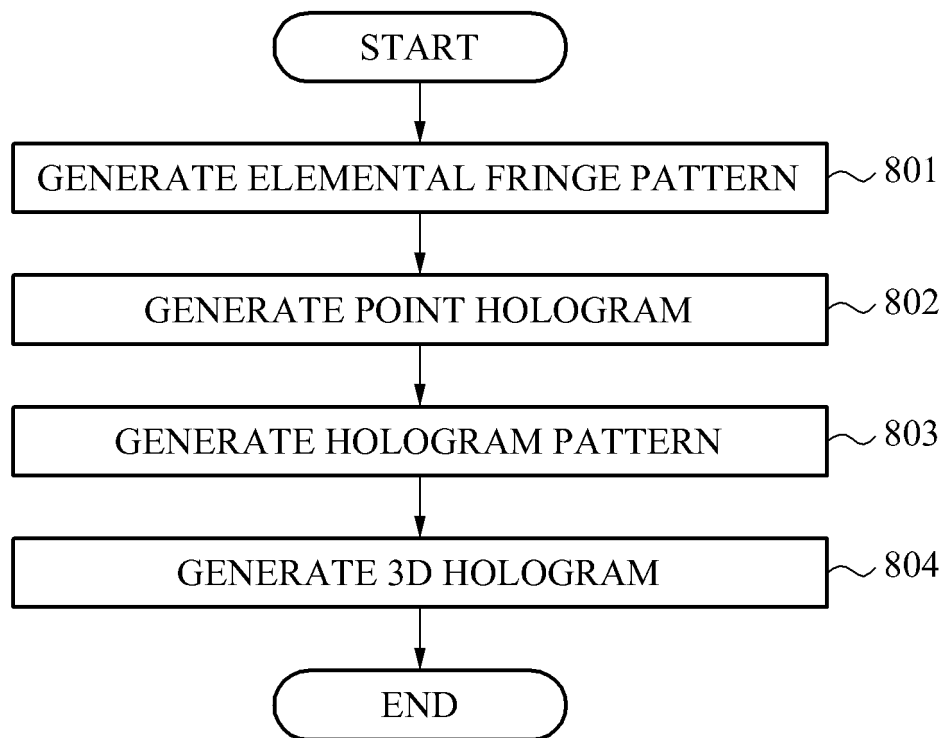 START
GENERATE ELEMENTAL FRINGE PATTERN 801
GENERATE POINT HOLOGRAM 802
GENERATE HOLOGRAM PATTERN 803
GENERATE 3D HOLOGRAM 804
END